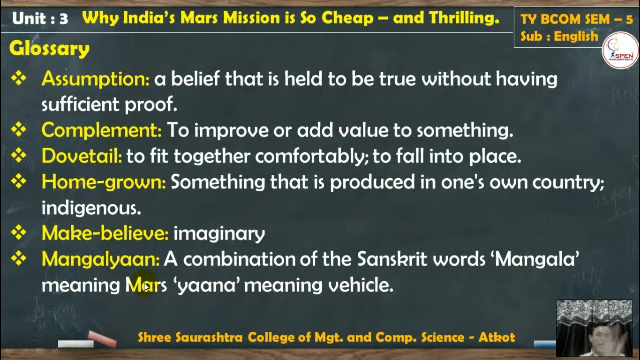 Unit : 3 Why India's Mars Mission is So Cheap – and Thrilling.
TY BCOM SEM – 5
Sub : English
SPEN
Glossary
❖ Assumption: a belief that is held to be true without having
sufficient proof.
❖ Complement: To improve or add value to something.
❖ Dovetail: to fit together comfortably; to fall into place.
❖ Home-grown: Something that is produced in one's own country;
indigenous.
❖ Make-believe: imaginary
❖ Mangalyaan: A combination of the Sanskrit words 'Mangala'
meaning Mars 'yaana' meaning vehicle.
Shree Saurashtra College of Mgt. and Comp. Science - Atkot